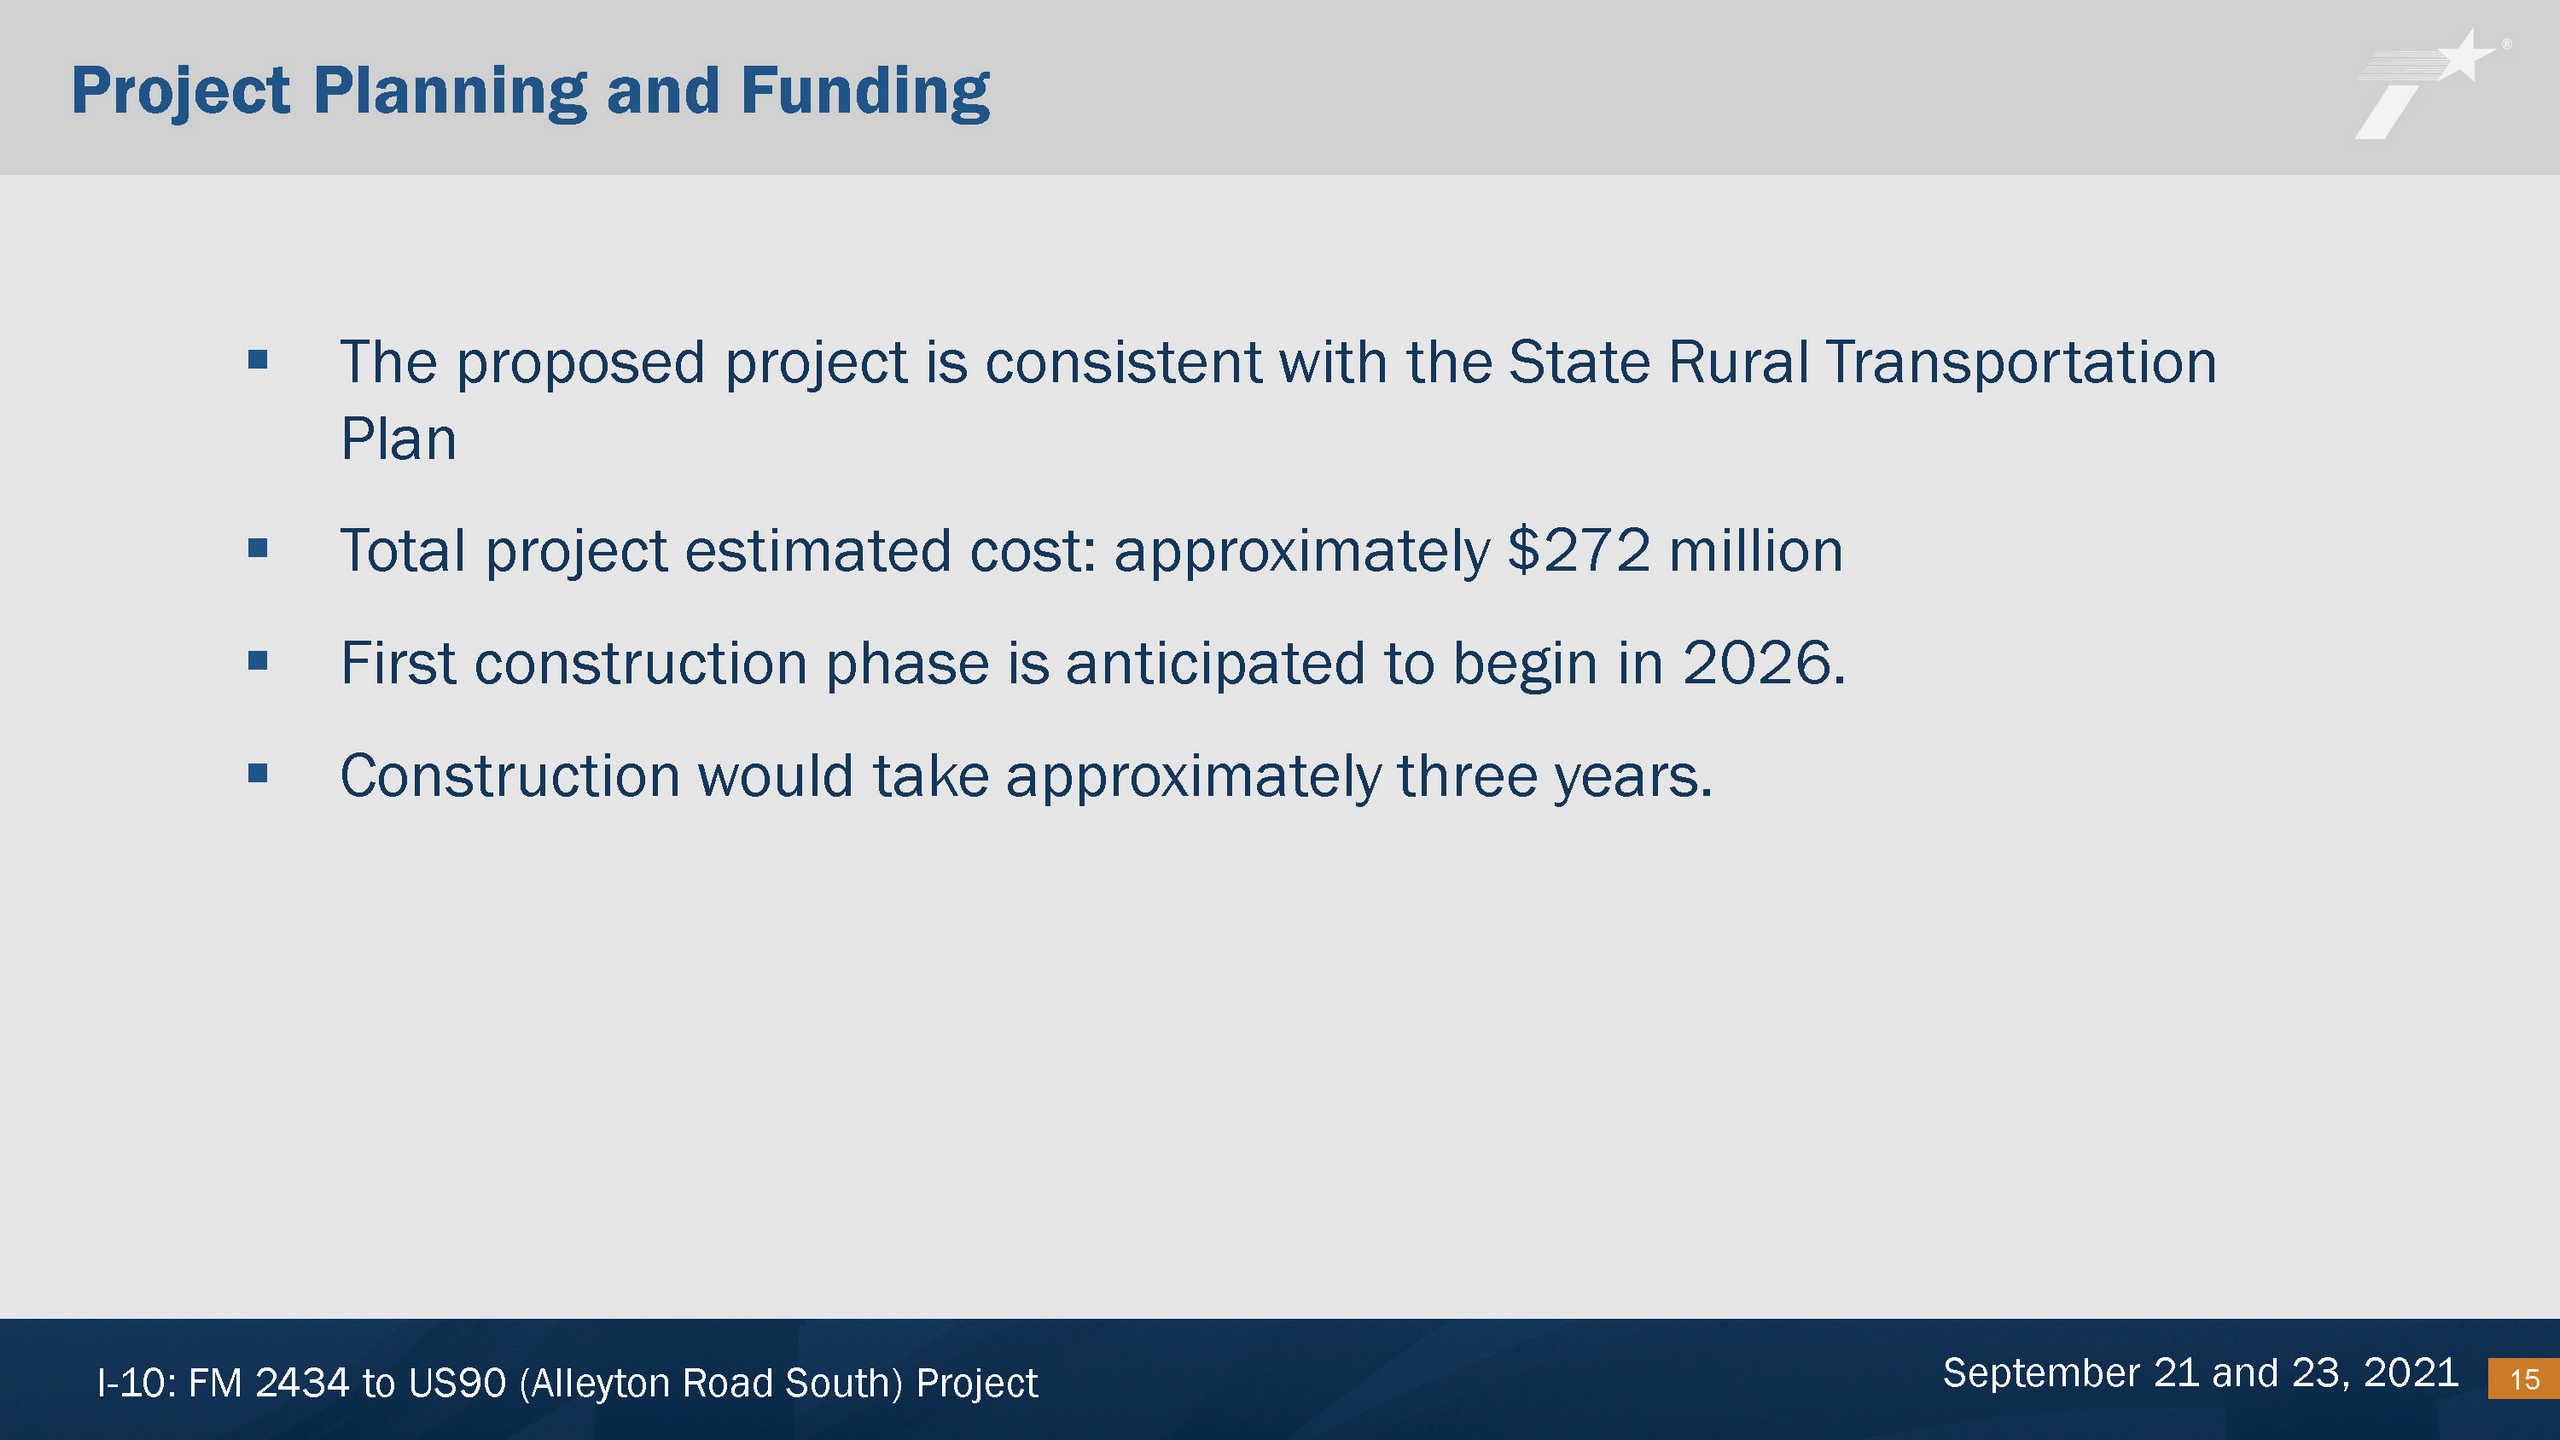 Project Planning and Funding
®
▪ The proposed project is consistent with the State Rural Transportation
Plan
▪ Total project estimated cost: approximately $272 million
▪ First construction phase is anticipated to begin in 2026.
▪ Construction would take approximately three years.
I-10: FM 2434 to US90 (Alleyton Road South) Project
September 21 and 23, 2021
15